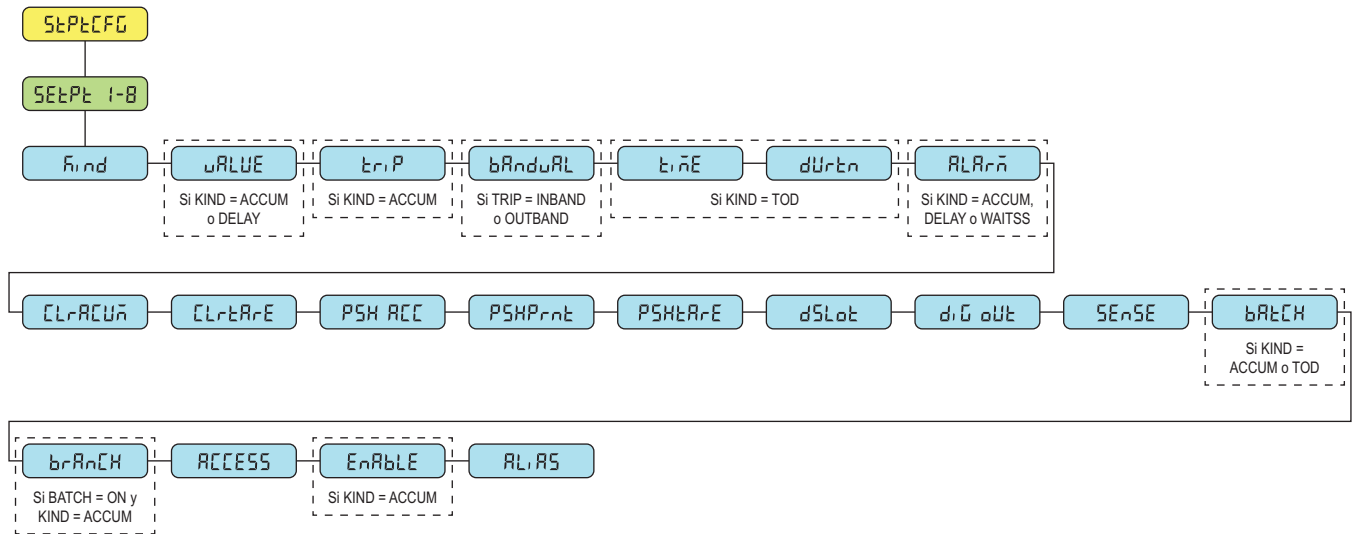 StPtCFG
SEtPt 1-8
Kind
VALUE
Si KIND = ACCUM
o DELAY
triP
Si KIND = ACCUM
bAndVAL
Si TRIP = INBAND
o OUTBAND
tiME
dUrtn
Si KIND = TOD
ALArM
Si KIND = ACCUM,
DELAY o WAITSS
CLrACUM
CLrtArE
PSH ACC
PSHPrnt
PSHtArE
dSLot
diG oUt
SEnSE
bAtCH
Si KIND =
ACCUM o TOD
brAnCH
Si BATCH = ON y
KIND = ACCUM
ACCESS
EnAbLE
Si KIND = ACCUM
ALiAS